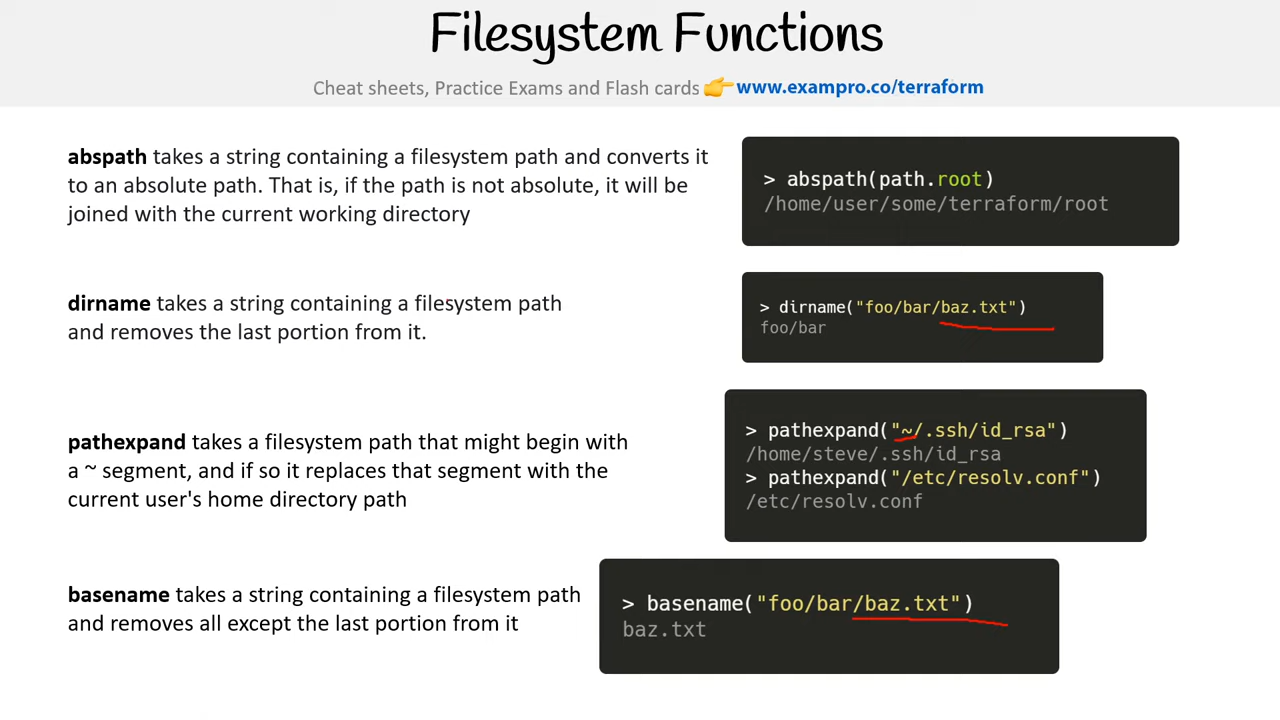 Filesystem Functions
Cheat sheets, Practice Exams and Flash cards 👉 www.exampro.co/terraform
abspath takes a string containing a filesystem path and converts it
to an absolute path. That is, if the path is not absolute, it will be
joined with the current working directory
> abspath(path.root)
/home/user/some/terraform/root
dirname takes a string containing a filesystem path
and removes the last portion from it.
> dirname("foo/bar/baz.txt")
foo/bar
pathexpand takes a filesystem path that might begin with
a ~ segment, and if so it replaces that segment with the
current user's home directory path
> pathexpand("~/.ssh/id_rsa")
/home/steve/.ssh/id_rsa
> pathexpand("/etc/resolv.conf")
/etc/resolv.conf
basename takes a string containing a filesystem path
and removes all except the last portion from it
> basename("foo/bar/baz.txt")
baz.txt